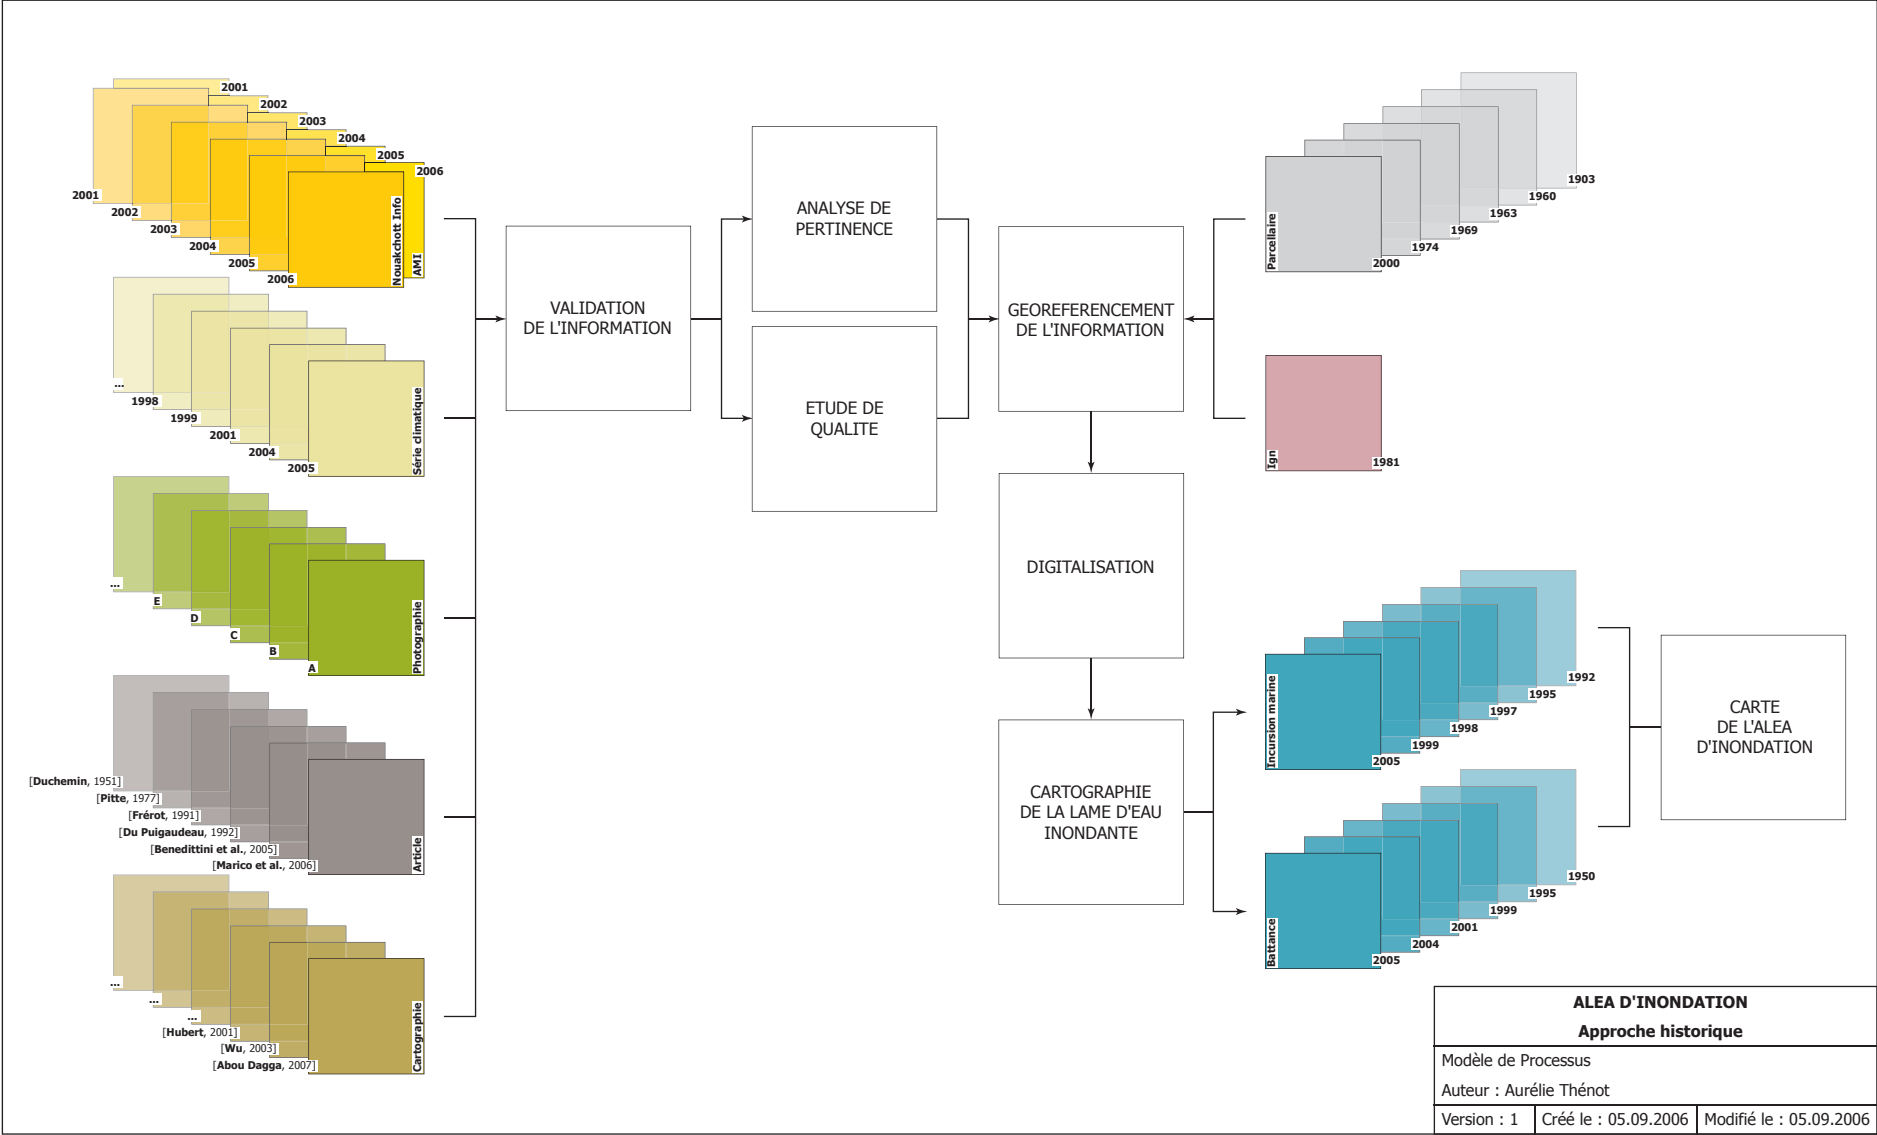 2001
2002
2003
2004
2005
2006
2001
2002
2003
2004
2005
2006
Nouakchott Info
AMI
...
1998
1999
2001
2004
2005
Série climatique
...
E
D
C
B
A
Photographie
[Duchemin, 1951]
[Pitte, 1977]
[Frérot, 1991]
[Du Puigaudeau, 1992]
[Benedittini et al., 2005]
[Marico et al., 2006]
Article
...
...
...
[Hubert, 2001]
[Wu, 2003]
[Abou Dagga, 2007]
Cartographie
VALIDATION
DE L'INFORMATION
ANALYSE DE
PERTINENCE
ETUDE DE
QUALITE
GEOREFERENCEMENT
DE L'INFORMATION
Parcellaire
1903
1960
1963
1969
1974
2000
Ign
1981
DIGITALISATION
CARTOGRAPHIE
DE LA LAME D'EAU
INONDANTE
Incursion marine
1992
1995
1997
1998
1999
2005
Battance
1950
1995
1999
2001
2004
2005
CARTE
DE L'ALEA
D'INONDATION
ALEA D'INONDATION
Approche historique
Modèle de Processus
Auteur : Aurélie Thénot
Version : 1 Créé le : 05.09.2006 Modifié le : 05.09.2006